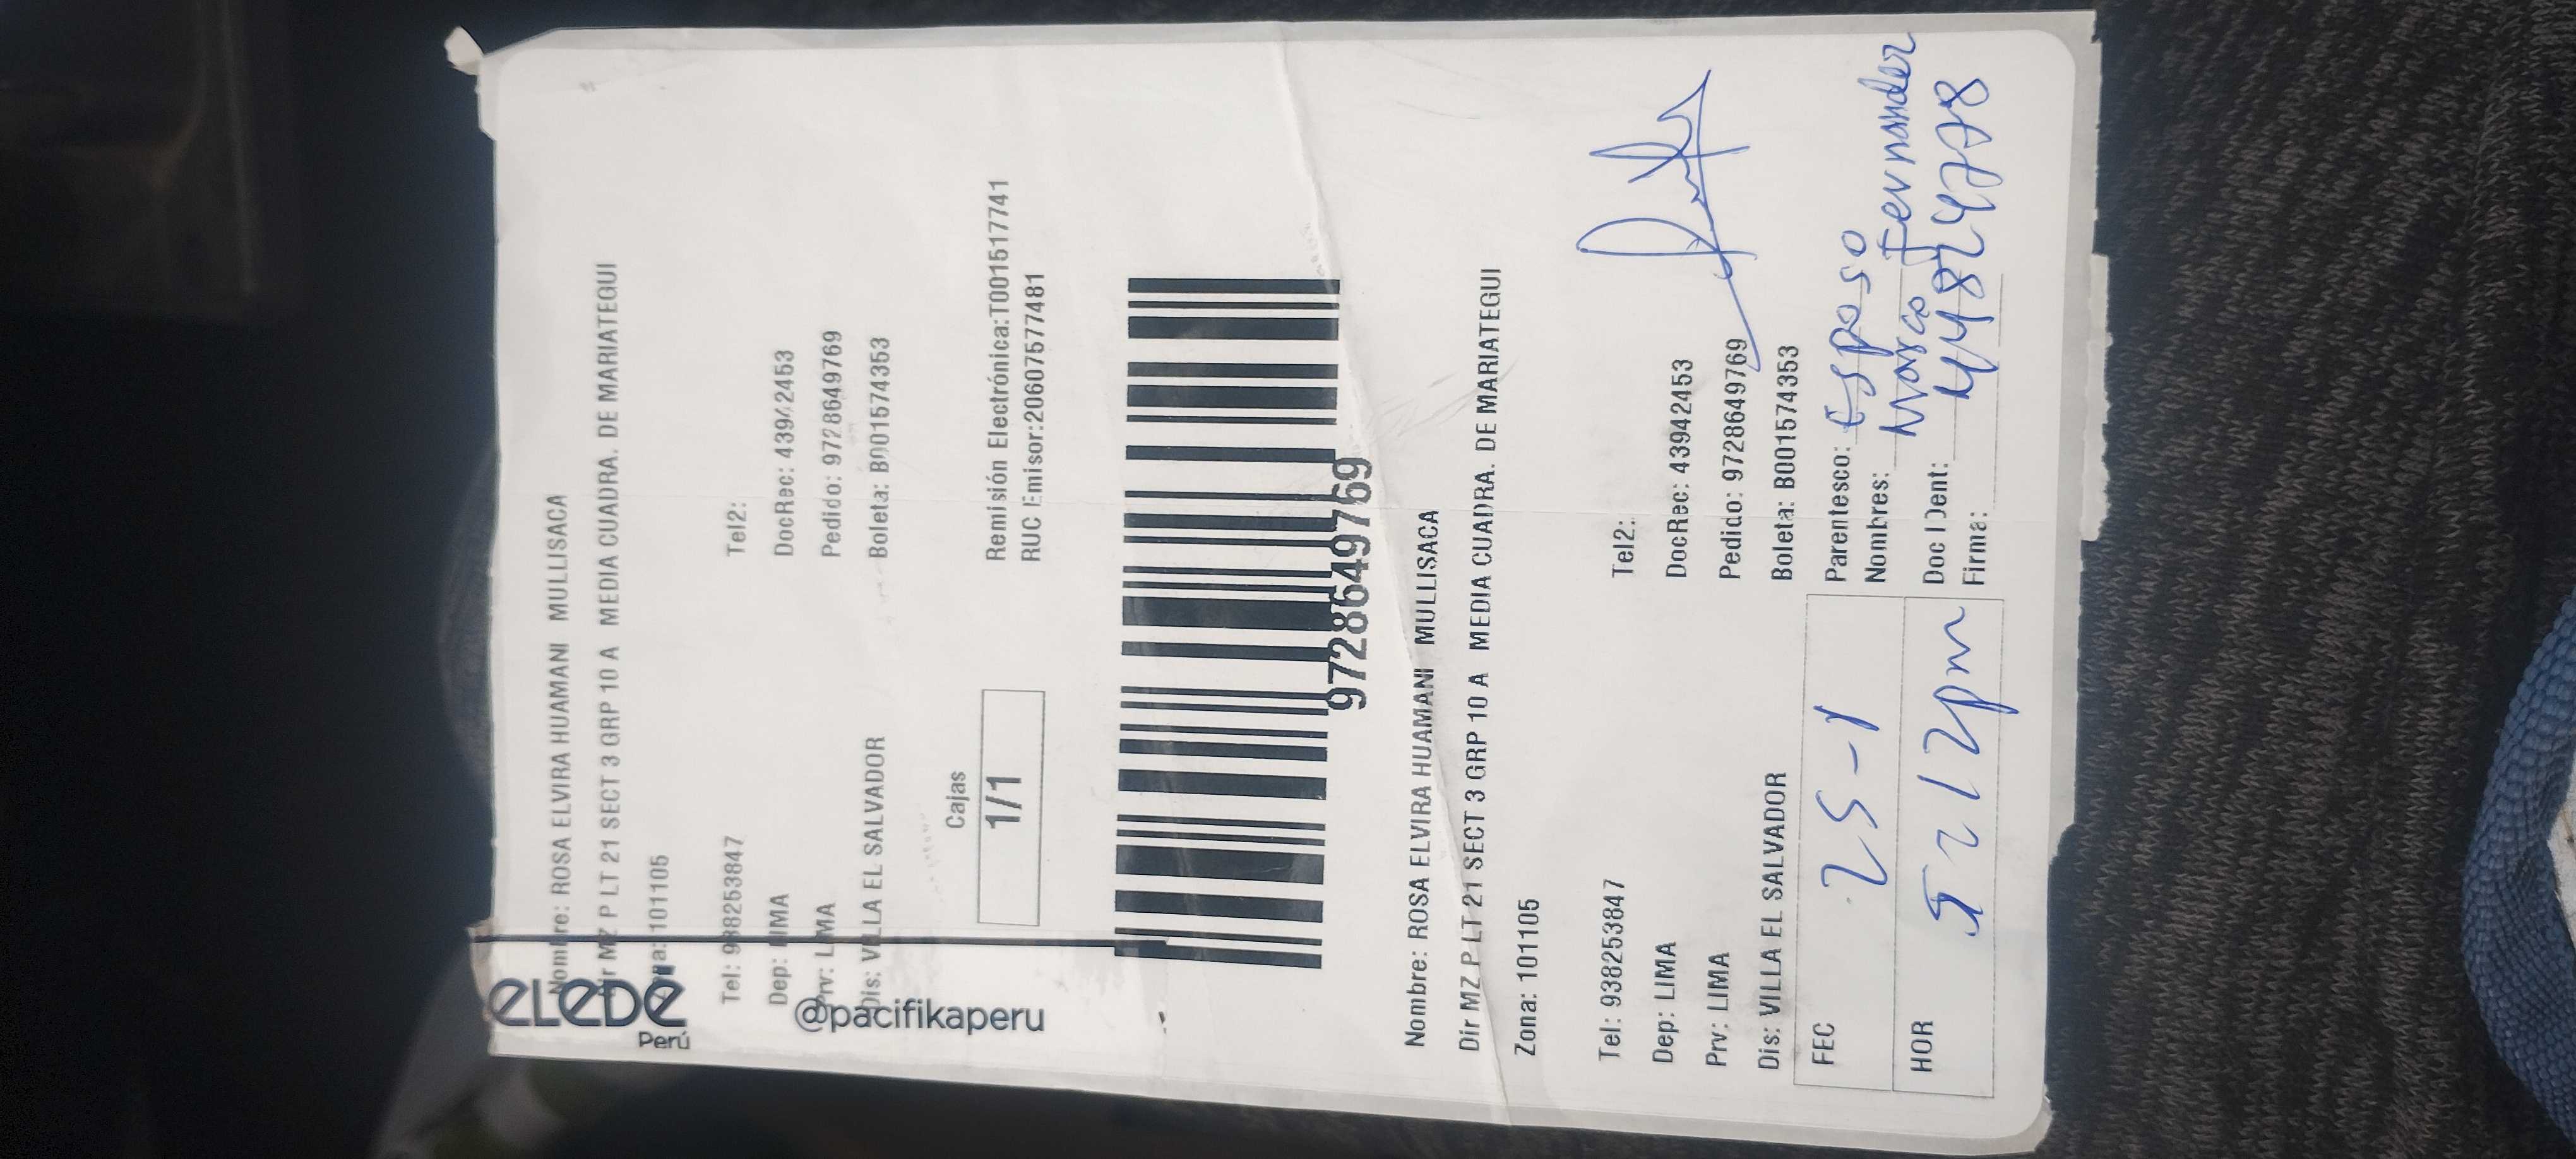 eLeDe
Perú
@pacifikaperu
Nombre: ROSA ELVIRA HUAMANI MULLISACA
Dir MZ P LT 21 SECT 3 GRP 10 A MEDIA CUADRA. DE MARIATEGUI
Zona: 101105
Tel: 938253847 Tel2:
Dep: LIMA DocRec: 43942453
Prv: LIMA Pedido: 9728649769
Dis: VILLA EL SALVADOR Boleta: B001574353
Cajas
1/1
Remisión Electrónica:T001517741
RUC Emisor:20607577481
9728649769
Nombre: ROSA ELVIRA HUAMANI MULLISACA
Dir MZ P LT 21 SECT 3 GRP 10 A MEDIA CUADRA. DE MARIATEGUI
Zona: 101105
Tel: 938253847 Tel2:
Dep: LIMA DocRec: 43942453
Prv: LIMA Pedido: 9728649769
Dis: VILLA EL SALVADOR Boleta: B001574353
FEC 25-1 Parentesco: Esposo
Nombres: Marco Fernandez
HOR 5 212pm Doc IDent: 44824778
Firma: